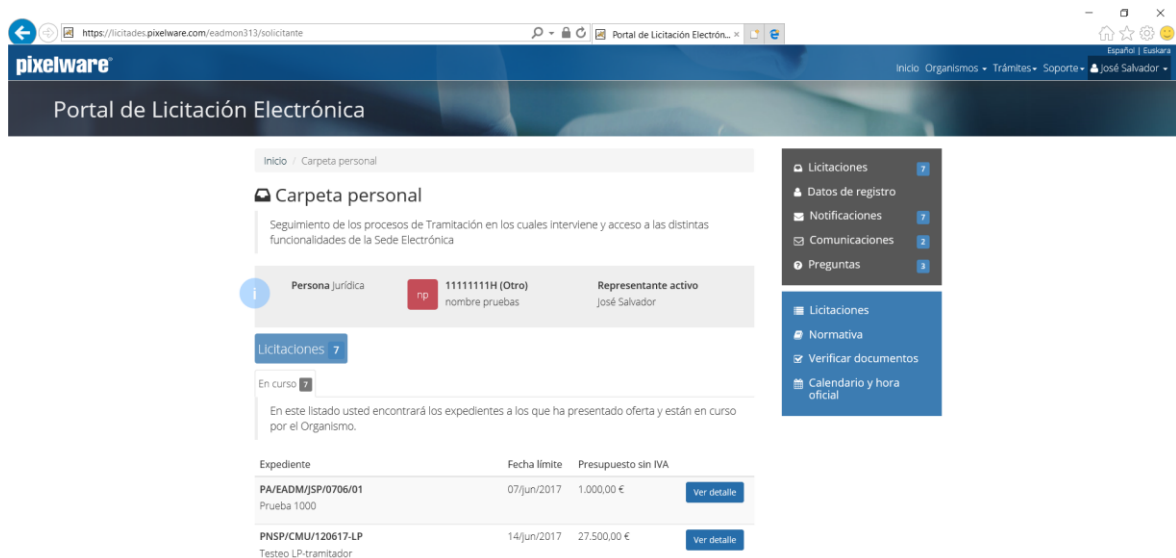 https://licitades.pixelware.com/eadmon313/solicitante
Portal de Licitación Electrón...
Español | Euskara
pixelware
Inicio Organismos Trámites Soporte José Salvador
Portal de Licitación Electrónica
Inicio / Carpeta personal
Carpeta personal
Seguimiento de los procesos de Tramitación en los cuales interviene y acceso a las distintas
funcionalidades de la Sede Electrónica
i
Persona Jurídica
np
11111111H (Otro)
nombre pruebas
Representante activo
José Salvador
Licitaciones 7
En curso 7
En este listado usted encontrará los expedientes a los que ha presentado oferta y están en curso
por el Organismo.
Expediente Fecha límite Presupuesto sin IVA
PA/EADM/JSP/0706/01 07/jun/2017 1.000,00 € Ver detalle
Prueba 1000
PNSP/CMU/120617-LP 14/jun/2017 27.500,00 € Ver detalle
Testeo LP-tramitador
Licitaciones 7
Datos de registro
Notificaciones 7
Comunicaciones 2
Preguntas 3
Licitaciones
Normativa
Verificar documentos
Calendario y hora
oficial